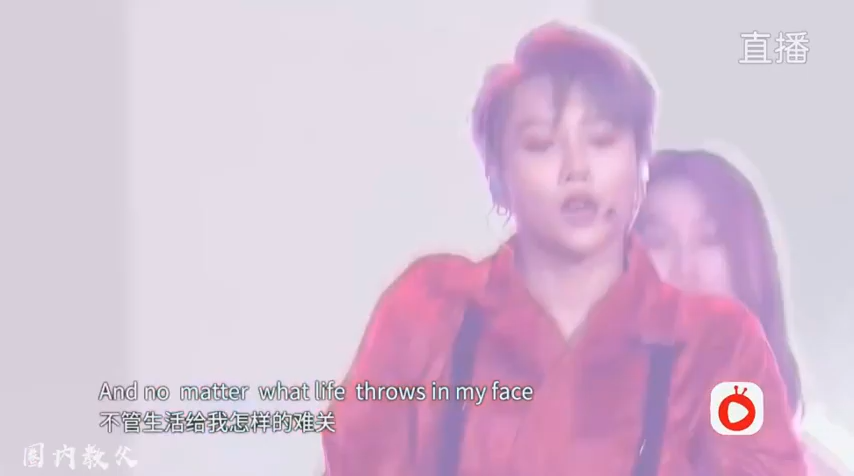 直播
And no matter what life throws in my face
不管生活给我怎样的难关
国内教父